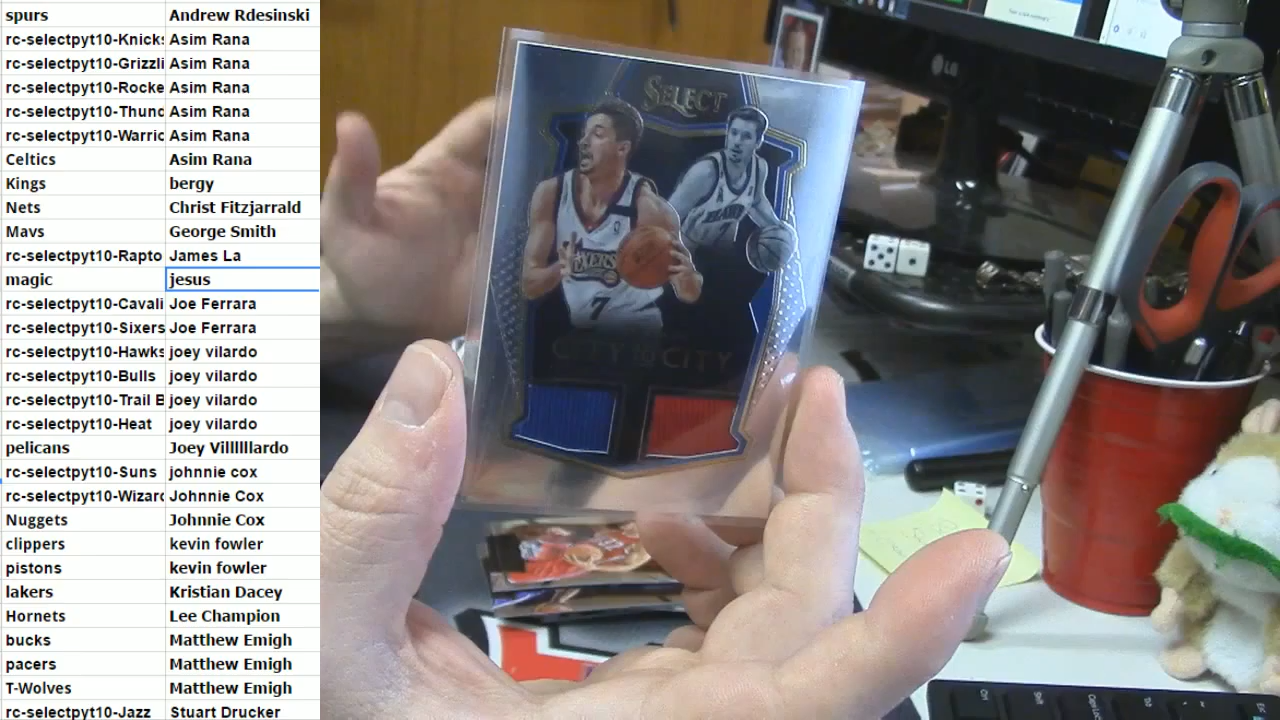 spurs Andrew Rdesinski
rc-selectpyt10-Knicks Asim Rana
rc-selectpyt10-Grizzli Asim Rana
rc-selectpyt10-Rocke Asim Rana
rc-selectpyt10-Thund Asim Rana
rc-selectpyt10-Warric Asim Rana
Celtics Asim Rana
Kings bergy
Nets Christ Fitzjarrald
Mavs George Smith
rc-selectpyt10-Rapto James La
magic jesus
rc-selectpyt10-Cavali Joe Ferrara
rc-selectpyt10-Sixers Joe Ferrara
rc-selectpyt10-Hawks joey vilardo
rc-selectpyt10-Bulls joey vilardo
rc-selectpyt10-Trail B joey vilardo
rc-selectpyt10-Heat joey vilardo
pelicans Joey Villlllllardo
rc-selectpyt10-Suns johnnie cox
rc-selectpyt10-Wizard Johnnie Cox
Nuggets Johnnie Cox
clippers kevin fowler
pistons kevin fowler
lakers Kristian Dacey
Hornets Lee Champion
bucks Matthew Emigh
pacers Matthew Emigh
T-Wolves Matthew Emigh
rc-selectpyt10-Jazz Stuart Drucker
SELECT
HAWKS
7
SIXERS
7
CITY to CITY
LG